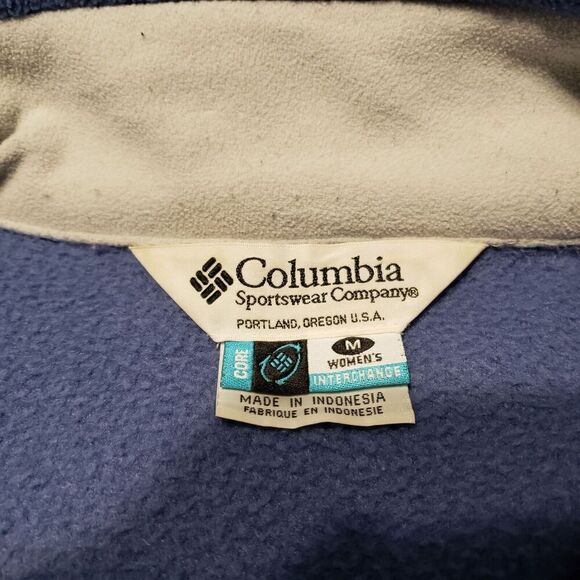 Columbia
Sportswear Company®
PORTLAND, OREGON U.S.A.
CORE
M
WOMEN'S
INTERCHANGE
MADE IN INDONESIA
FABRIQUE EN INDONESIE